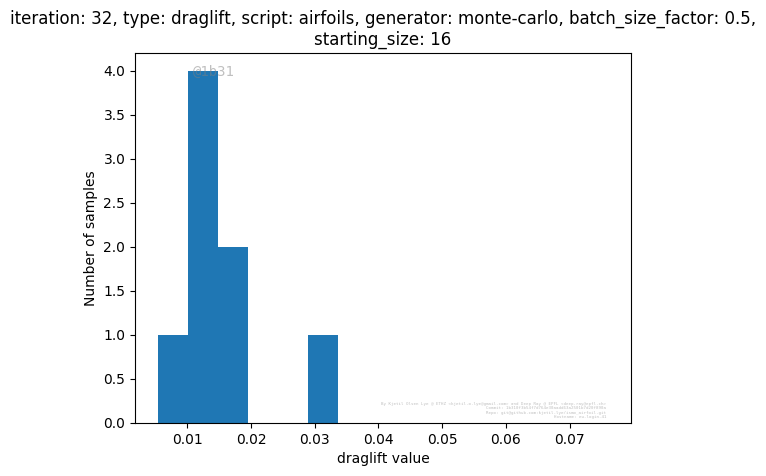 iteration: 32, type: draglift, script: airfoils, generator: monte-carlo, batch_size_factor: 0.5,
starting_size: 16
@1b31
4.0
3.5
3.0
2.5
2.0
1.5
1.0
0.5
0.0
Number of samples
0.01 0.02 0.03 0.04 0.05 0.06 0.07
draglift value